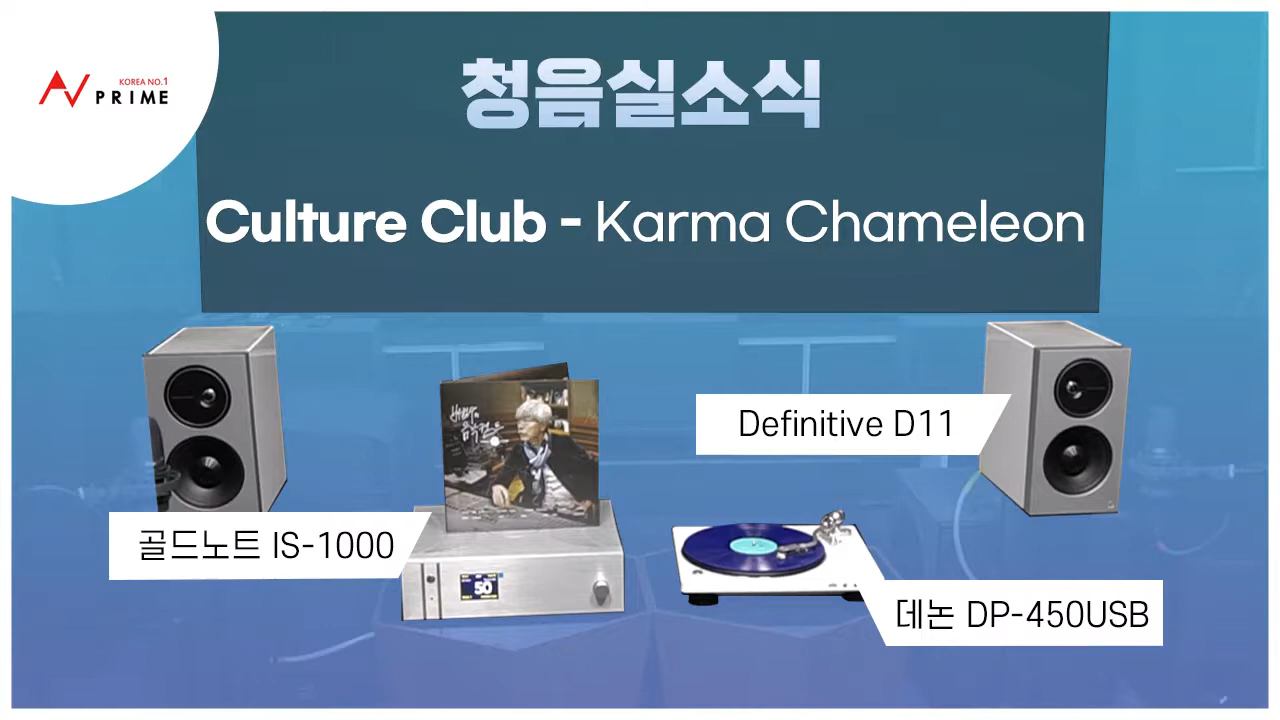 KOREA NO.1
AV PRIME
청음실소식
Culture Club - Karma Chameleon
Definitive D11
골드노트 IS-1000
50
데논 DP-450USB